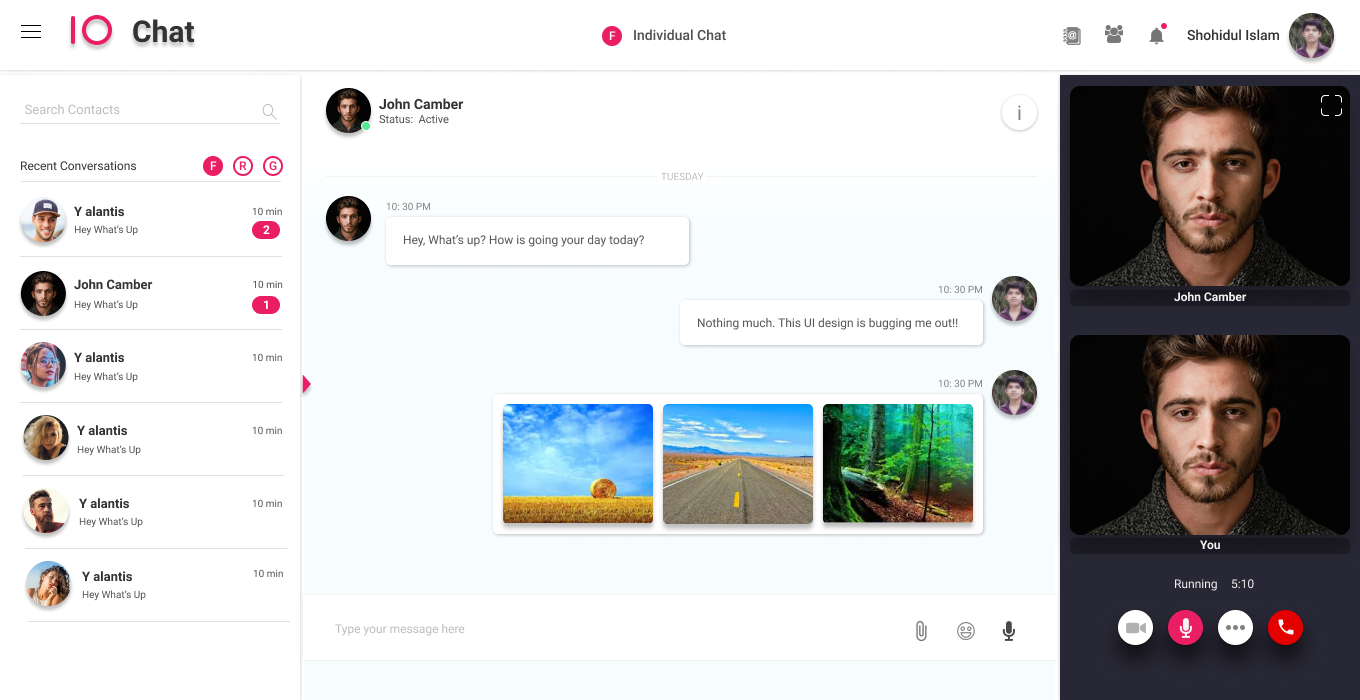 IO Chat
F Individual Chat
Shohidul Islam
Search Contacts
Recent Conversations F R G
Y alantis 10 min
Hey What's Up 2
John Camber 10 min
Hey What's Up 1
Y alantis 10 min
Hey What's Up
Y alantis 10 min
Hey What's Up
Y alantis 10 min
Hey What's Up
Y alantis 10 min
Hey What's Up
John Camber
Status: Active
i
TUESDAY
10: 30 PM
Hey, What's up? How is going your day today?
10: 30 PM
Nothing much. This UI design is bugging me out!!
10: 30 PM
Type your message here
John Camber
You
Running 5:10